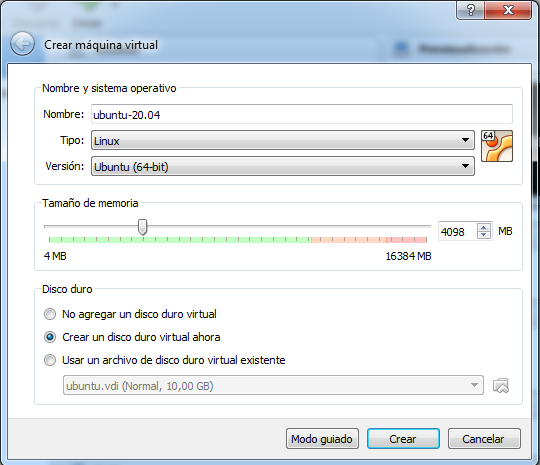 Crear máquina virtual
Nombre y sistema operativo
Nombre: ubuntu-20.04
Tipo: Linux
64
Versión: Ubuntu (64-bit)
Tamaño de memoria
4098 MB
4 MB 16384 MB
Disco duro
No agregar un disco duro virtual
Crear un disco duro virtual ahora
Usar un archivo de disco duro virtual existente
ubuntu.vdi (Normal, 10,00 GB)
Modo guiado Crear Cancelar